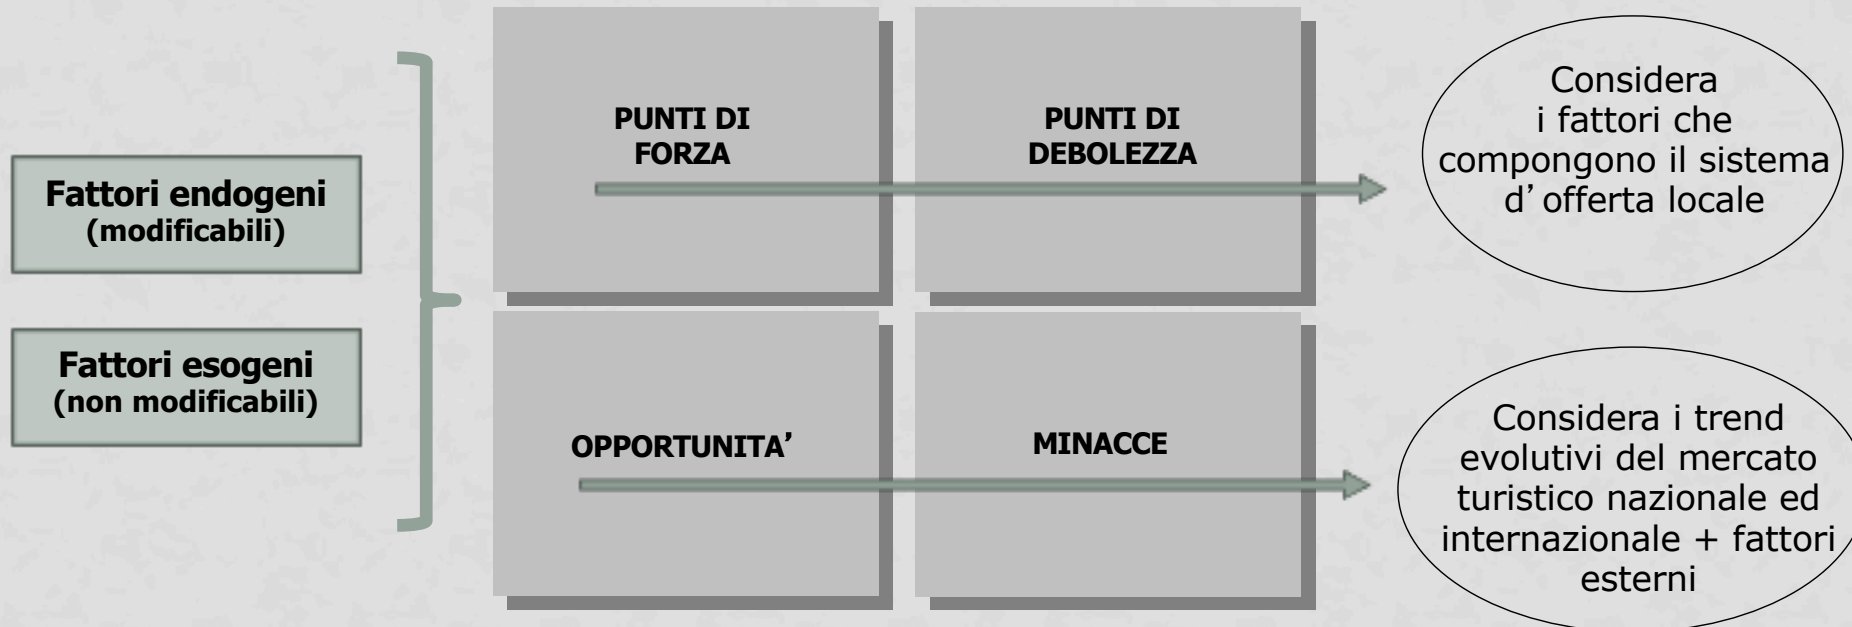 Fattori endogeni
(modificabili)
Fattori esogeni
(non modificabili)
PUNTI DI
FORZA
PUNTI DI
DEBOLEZZA
Considera
i fattori che
compongono il sistema
d’ offerta locale
OPPORTUNITA’
MINACCE
Considera i trend
evolutivi del mercato
turistico nazionale ed
internazionale + fattori
esterni